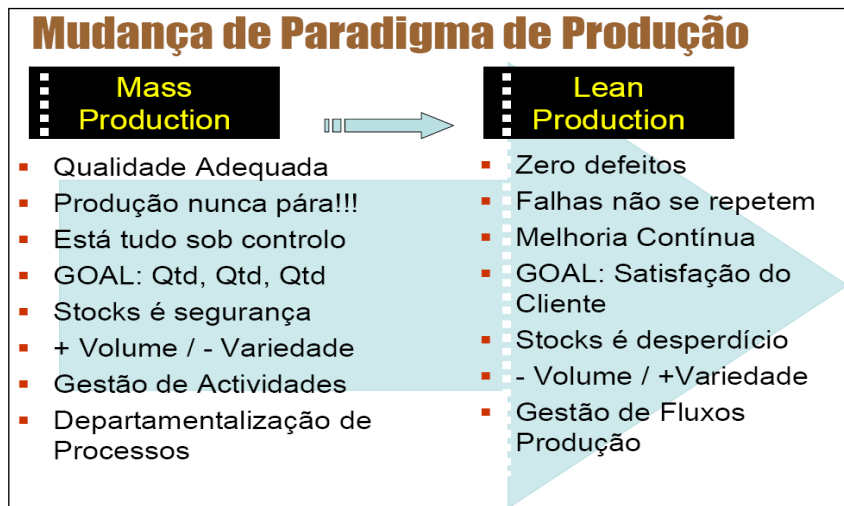 Mudança de Paradigma de Produção
Mass
Production
▪ Qualidade Adequada
▪ Produção nunca pára!!!
▪ Está tudo sob controlo
▪ GOAL: Qtd, Qtd, Qtd
▪ Stocks é segurança
▪ + Volume / - Variedade
▪ Gestão de Actividades
▪ Departamentalização de
Processos
Lean
Production
▪ Zero defeitos
▪ Falhas não se repetem
▪ Melhoria Contínua
▪ GOAL: Satisfação do
Cliente
▪ Stocks é desperdício
▪ - Volume / +Variedade
▪ Gestão de Fluxos
Produção